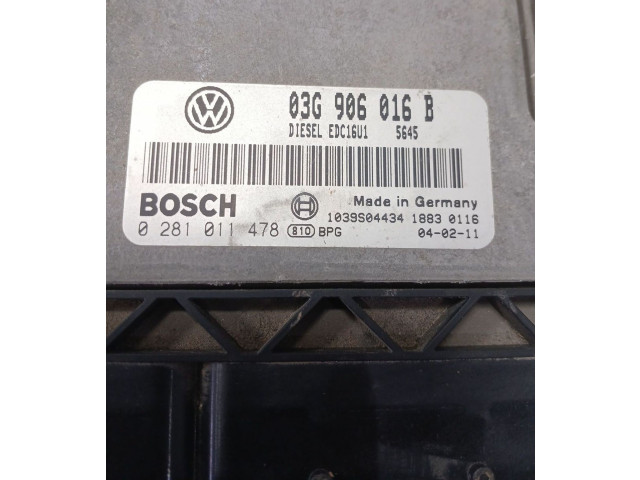 03G 906 016 B
DIESEL EDC16U1 5645
BOSCH
Made in Germany
1039S04434 1883 0116
0 281 011 478 810 BPG 04-02-11